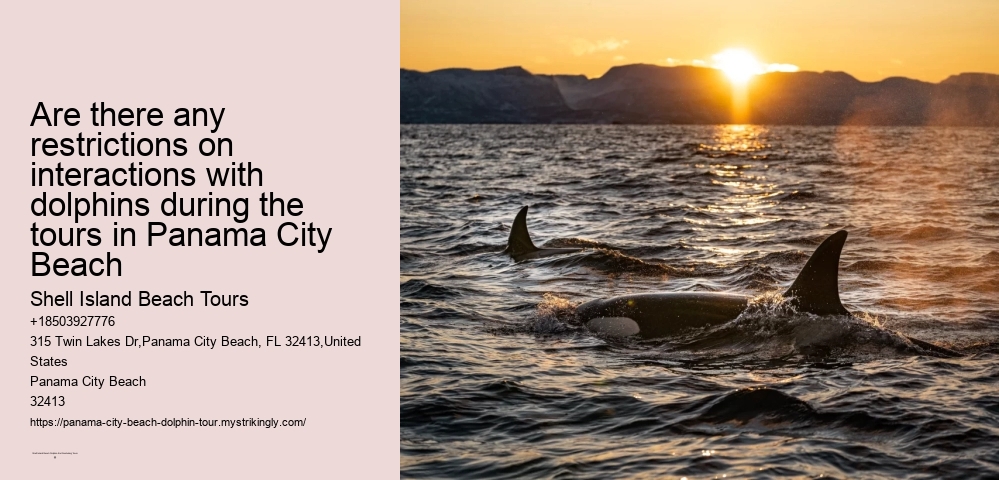 Are there any
restrictions on
interactions with
dolphins during the
tours in Panama City
Beach
Shell Island Beach Tours
+18503927776
315 Twin Lakes Dr,Panama City Beach, FL 32413,United
States
Panama City Beach
32413
https://panama-city-beach-dolphin-tour.mystrikingly.com/